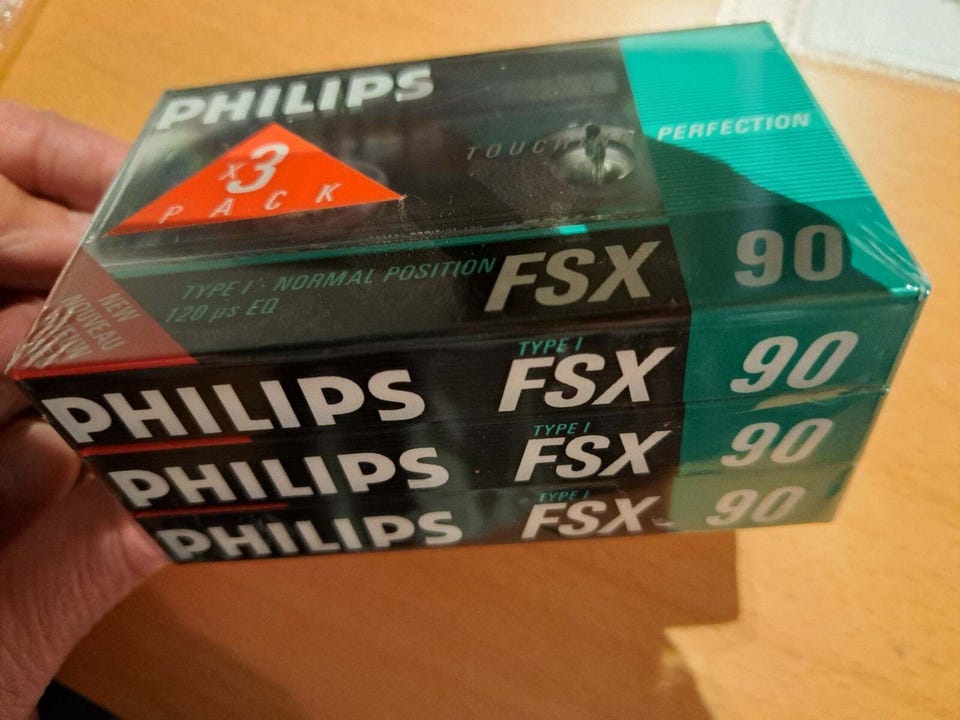 PHILIPS
x3
PACK
TOUCH
PERFECTION
TYPE I · NORMAL POSITION
120 µs EQ
FSX
90
NEW
NOUVEAU
PHILIPS
TYPE I
FSX
90
PHILIPS
TYPE I
FSX
90
PHILIPS
TYPE I
FSX
90